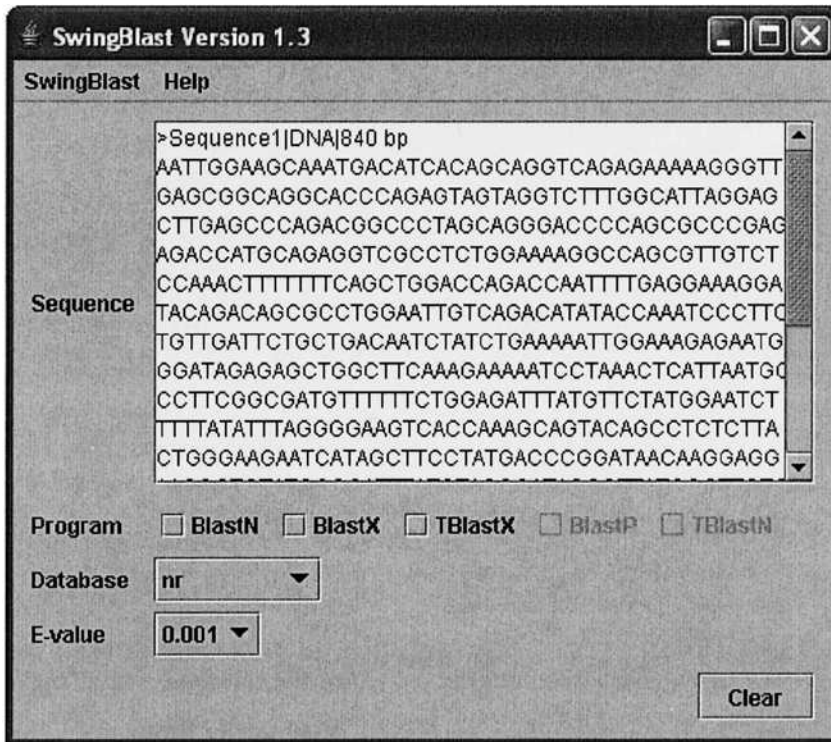 SwingBlast Version 1.3
SwingBlast Help
Sequence
>Sequence1|DNA|840 bp
AATTGGAAGCAAATGACATCACAGCAGGTCAGAGAAAAAGGGTT
GAGCGGCAGGCACCCAGAGTAGTAGGTCTTTGGCATTAGGAG
CTTGAGCCCAGACGGCCCTAGCAGGGACCCCAGCGCCCGAG
AGACCATGCAGAGGTCGCCTCTGGAAAAGGCCAGCGTTGTCT
CCAAACTTTTTTTCAGCTGGACCAGACCAATTTTGAGGAAAGGA
TACAGACAGCGCCTGGAATTGTCAGACATATACCAAATCCCTTC
TGTTGATTCTGCTGACAATCTATCTGAAAAATTGGAAAGAGAATG
GGATAGAGAGCTGGCTTCAAAGAAAAATCCTAAACTCATTAATGC
CCTTCGGCGATGTTTTTTCTGGAGATTTATGTTCTATGGAATCT
TTTTATATTTAGGGGAAGTCACCAAAGCAGTACAGCCTCTCTTA
CTGGGAAGAATCATAGCTTCCTATGACCCGGATAACAAGGAGG
Program BlastN BlastX TBlastX BlastP TBlastN
Database nr
E-value 0.001
Clear